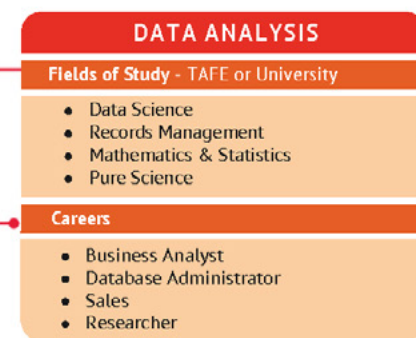 DATA ANALYSIS
Fields of Study - TAFE or University
• Data Science
• Records Management
• Mathematics & Statistics
• Pure Science
Careers
• Business Analyst
• Database Administrator
• Sales
• Researcher